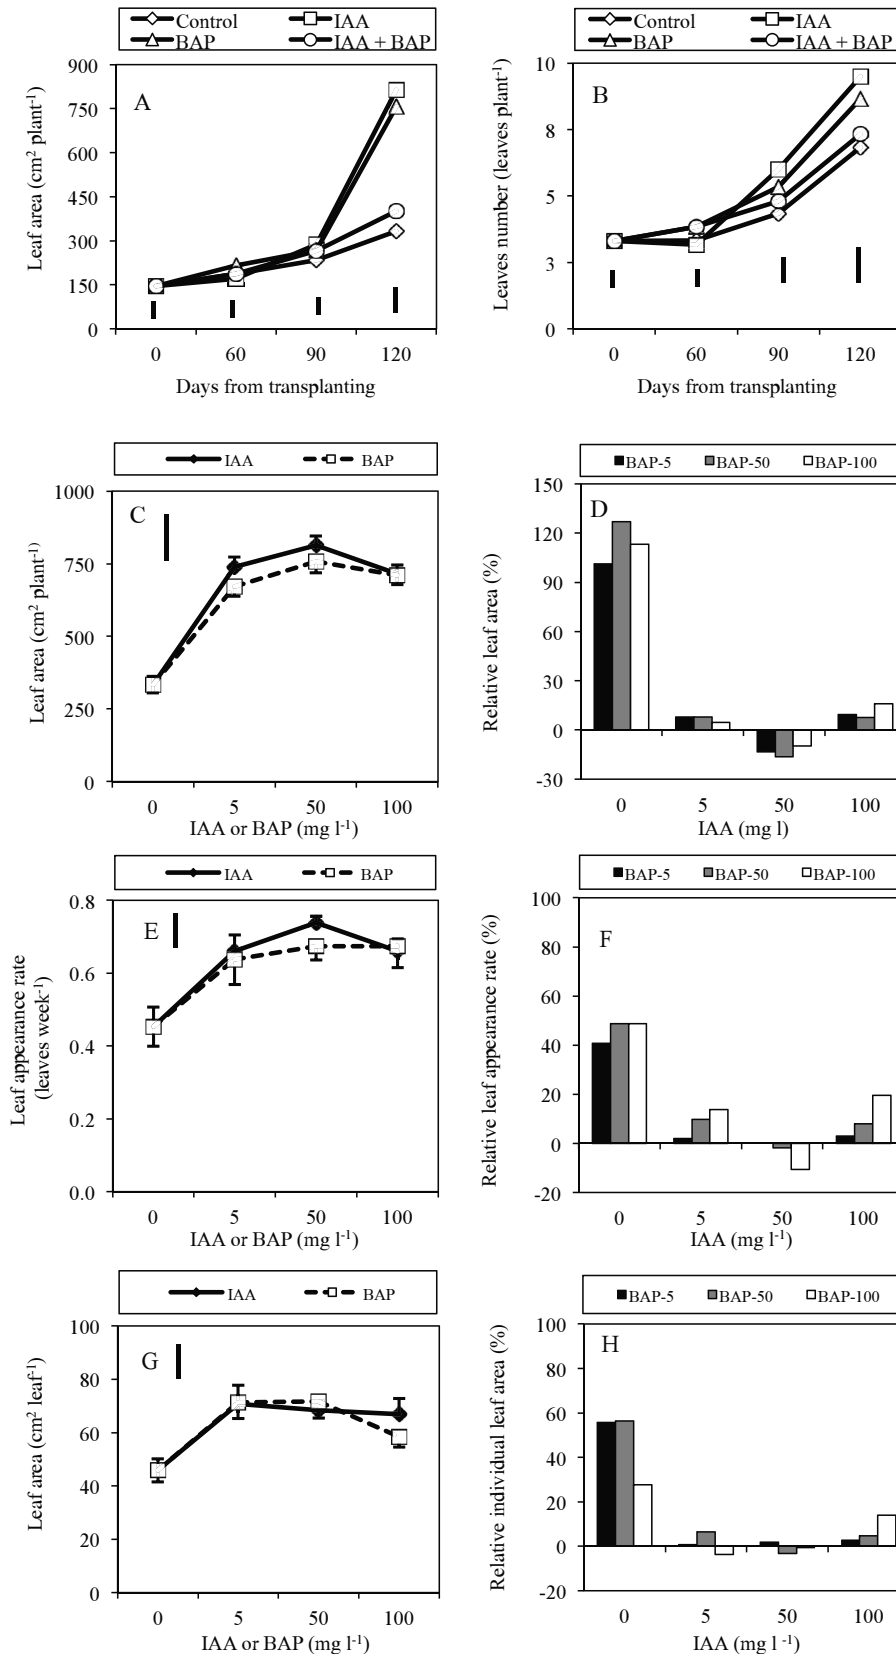 Control IAA
BAP IAA + BAP
A
Leaf area (cm² plant⁻¹)
900
750
600
450
300
150
0
0 60 90 120
Days from transplanting
Control IAA
BAP IAA + BAP
B
Leaves number (leaves plant⁻¹)
10
8
5
3
0
0 60 90 120
Days from transplanting
IAA BAP
C
Leaf area (cm² plant⁻¹⁾
1000
750
500
250
0
0 5 50 100
IAA or BAP (mg l⁻¹)
BAP-5 BAP-50 BAP-100
D
Relative leaf area (%)
150
120
90
60
30
0
-30
0 5 50 100
IAA (mg l)
IAA BAP
E
Leaf appearance rate
(leaves week⁻¹)
0.8
0.6
0.4
0.2
0.0
0 5 50 100
IAA or BAP (mg l⁻¹)
BAP-5 BAP-50 BAP-100
F
Relative leaf appearance rate (%)
100
80
60
40
20
0
-20
0 5 50 100
IAA (mg l⁻¹)
IAA BAP
G
Leaf area (cm² leaf⁻¹)
100
80
60
40
20
0
0 5 50 100
IAA or BAP (mg l⁻¹)
BAP-5 BAP-50 BAP-100
H
Relative individual leaf area (%)
100
80
60
40
20
0
-20
0 5 50 100
IAA (mg l ⁻¹)